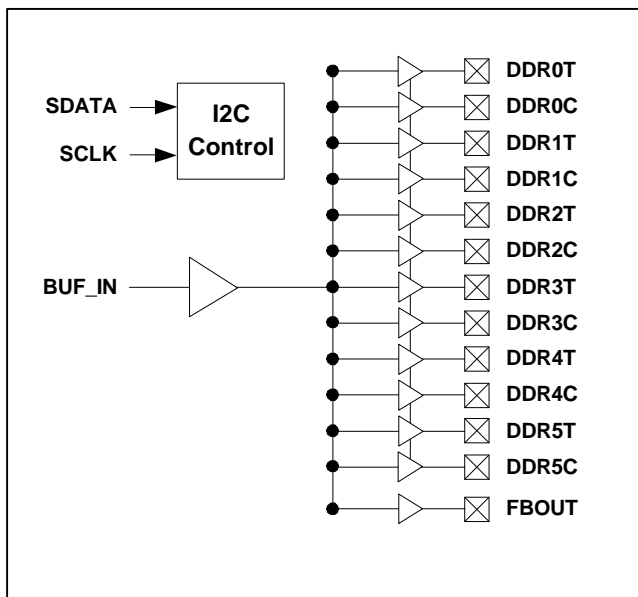 SDATA
SCLK
I2C
Control
BUF_IN
DDR0T
DDR0C
DDR1T
DDR1C
DDR2T
DDR2C
DDR3T
DDR3C
DDR4T
DDR4C
DDR5T
DDR5C
FBOUT